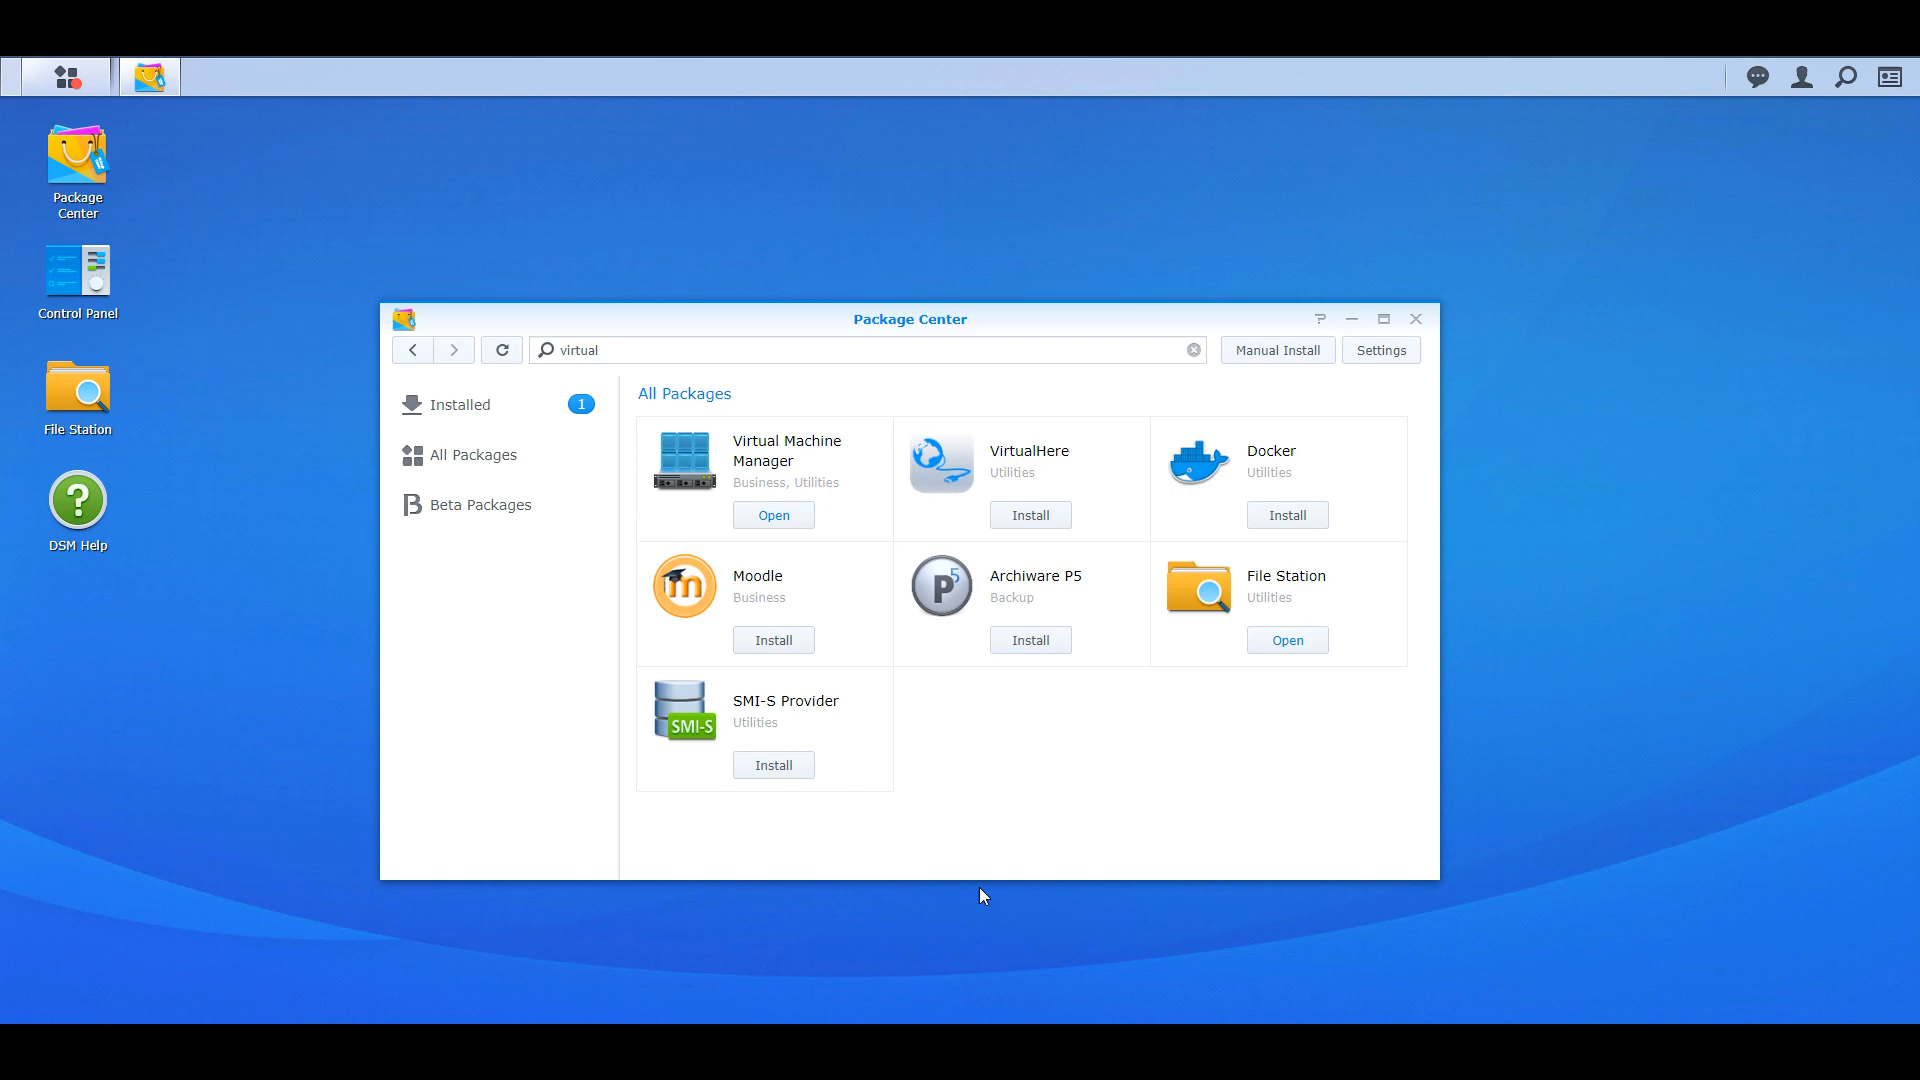 Package
Center
Control Panel
File Station
DSM Help
Package Center
virtual
Manual Install
Settings
Installed
1
All Packages
Beta Packages
All Packages
Virtual Machine
Manager
Business, Utilities
Open
VirtualHere
Utilities
Install
Docker
Utilities
Install
Moodle
Business
Install
P5
Archiware P5
Backup
Install
File Station
Utilities
Open
SMI-S
SMI-S Provider
Utilities
Install